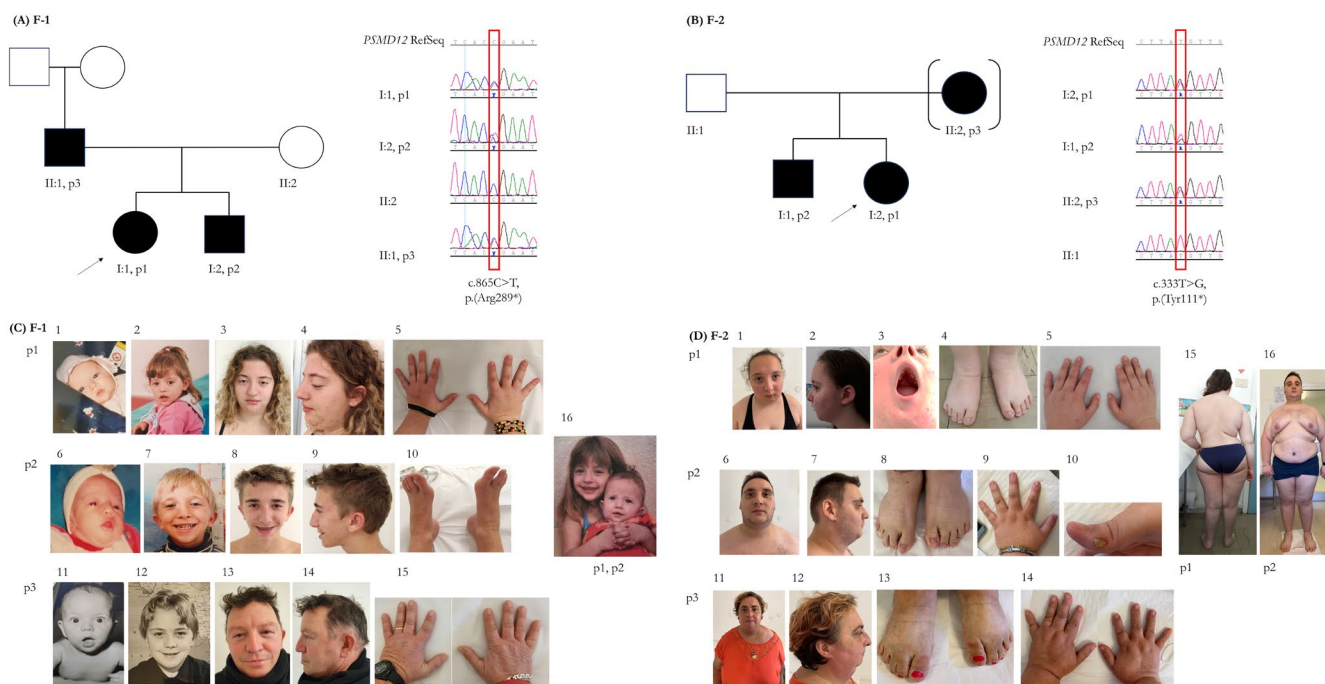 (A) F-1
PSMD12 RefSeq
T C A C C G A A T
I:1, p1
T C A T Y G A A T
I:2, p2
T C A T Y G A A T
II:2
II:1, p3
II:2
II:1, p3
I:1, p1
I:2, p2
c.865C>T,
p.(Arg289*)
(B) F-2
PSMD12 RefSeq
C T T A T G T T G
I:2, p1
C T T A k G T T G
II:1
II:2, p3
I:1, p2
C T T A k G T T G
I:1, p2
I:2, p1
II:2, p3
C T T A k G T T G
II:1
C T T A T G T T G
c.333T>G,
p.(Tyr111*)
(C) F-1
1 2 3 4 5
p1
16
p2
6 7 8 9 10
p1, p2
11 12 13 14 15
p3
(D) F-2
1 2 3 4 5
p1
15 16
6 7 8 9 10
p2
p1 p2
11 12 13 14
p3